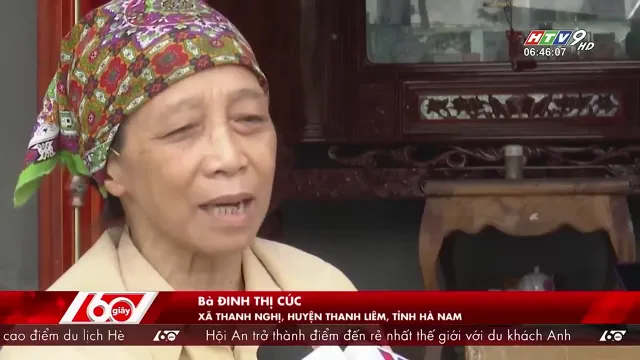 HTV9 HD
06:46:07
Bà ĐINH THỊ CÚC
XÃ THANH NGHỊ, HUYỆN THANH LIÊM, TỈNH HÀ NAM
60 giây
cao điểm du lịch Hè 60 Hội An trở thành điểm đến rẻ nhất thế giới với du khách Anh 60